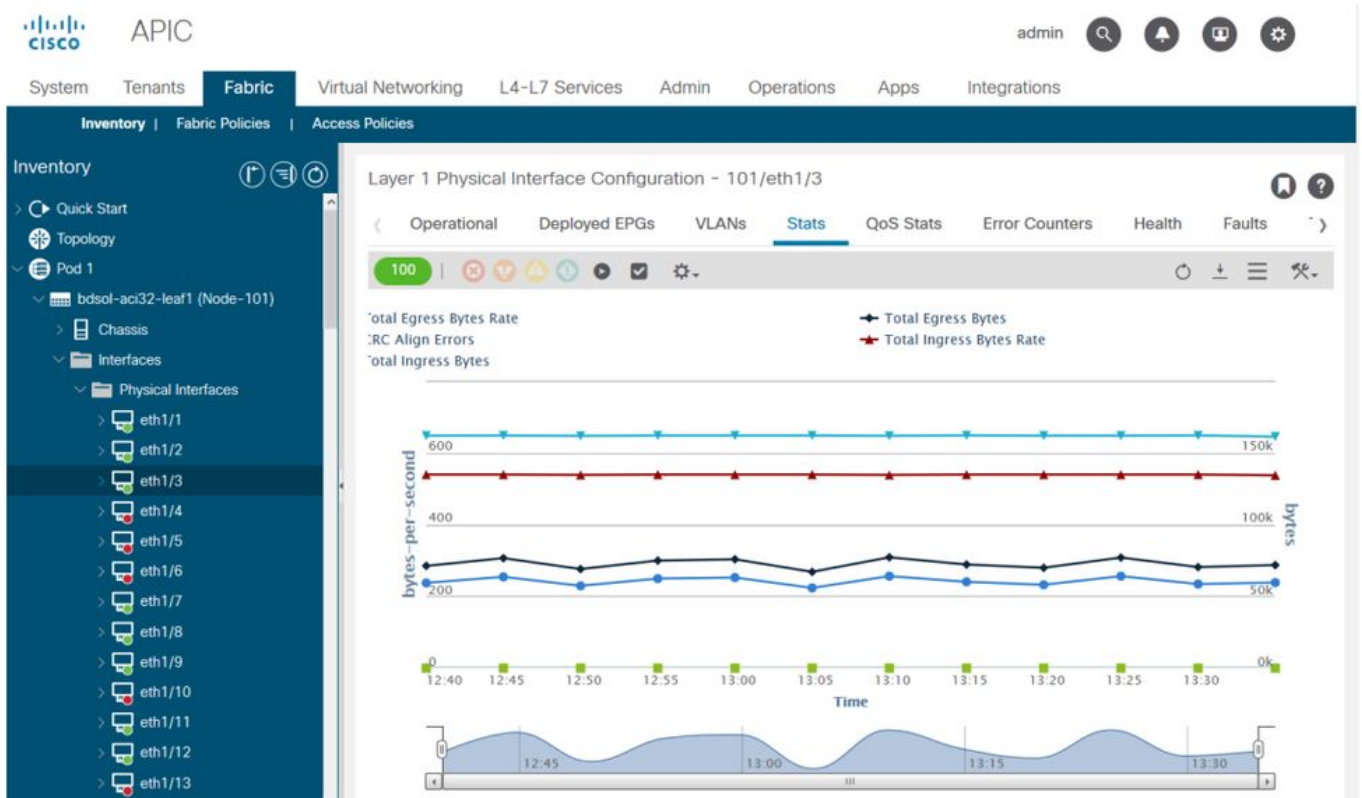 CISCO APIC admin
System Tenants Fabric Virtual Networking L4-L7 Services Admin Operations Apps Integrations
Inventory | Fabric Policies | Access Policies
Inventory
Quick Start
Topology
Pod 1
bdsol-aci32-leaf1 (Node-101)
Chassis
Interfaces
Physical Interfaces
eth1/1
eth1/2
eth1/3
eth1/4
eth1/5
eth1/6
eth1/7
eth1/8
eth1/9
eth1/10
eth1/11
eth1/12
eth1/13
Layer 1 Physical Interface Configuration - 101/eth1/3
Operational Deployed EPGs VLANs Stats QoS Stats Error Counters Health Faults
100
otal Egress Bytes Rate Total Egress Bytes
RC Align Errors Total Ingress Bytes Rate
otal Ingress Bytes
600 150k
400 100k
200 50k
0 0k
bytes-per-second
bytes
12:40 12:45 12:50 12:55 13:00 13:05 13:10 13:15 13:20 13:25 13:30
Time
12:45 13:00 13:15 13:30